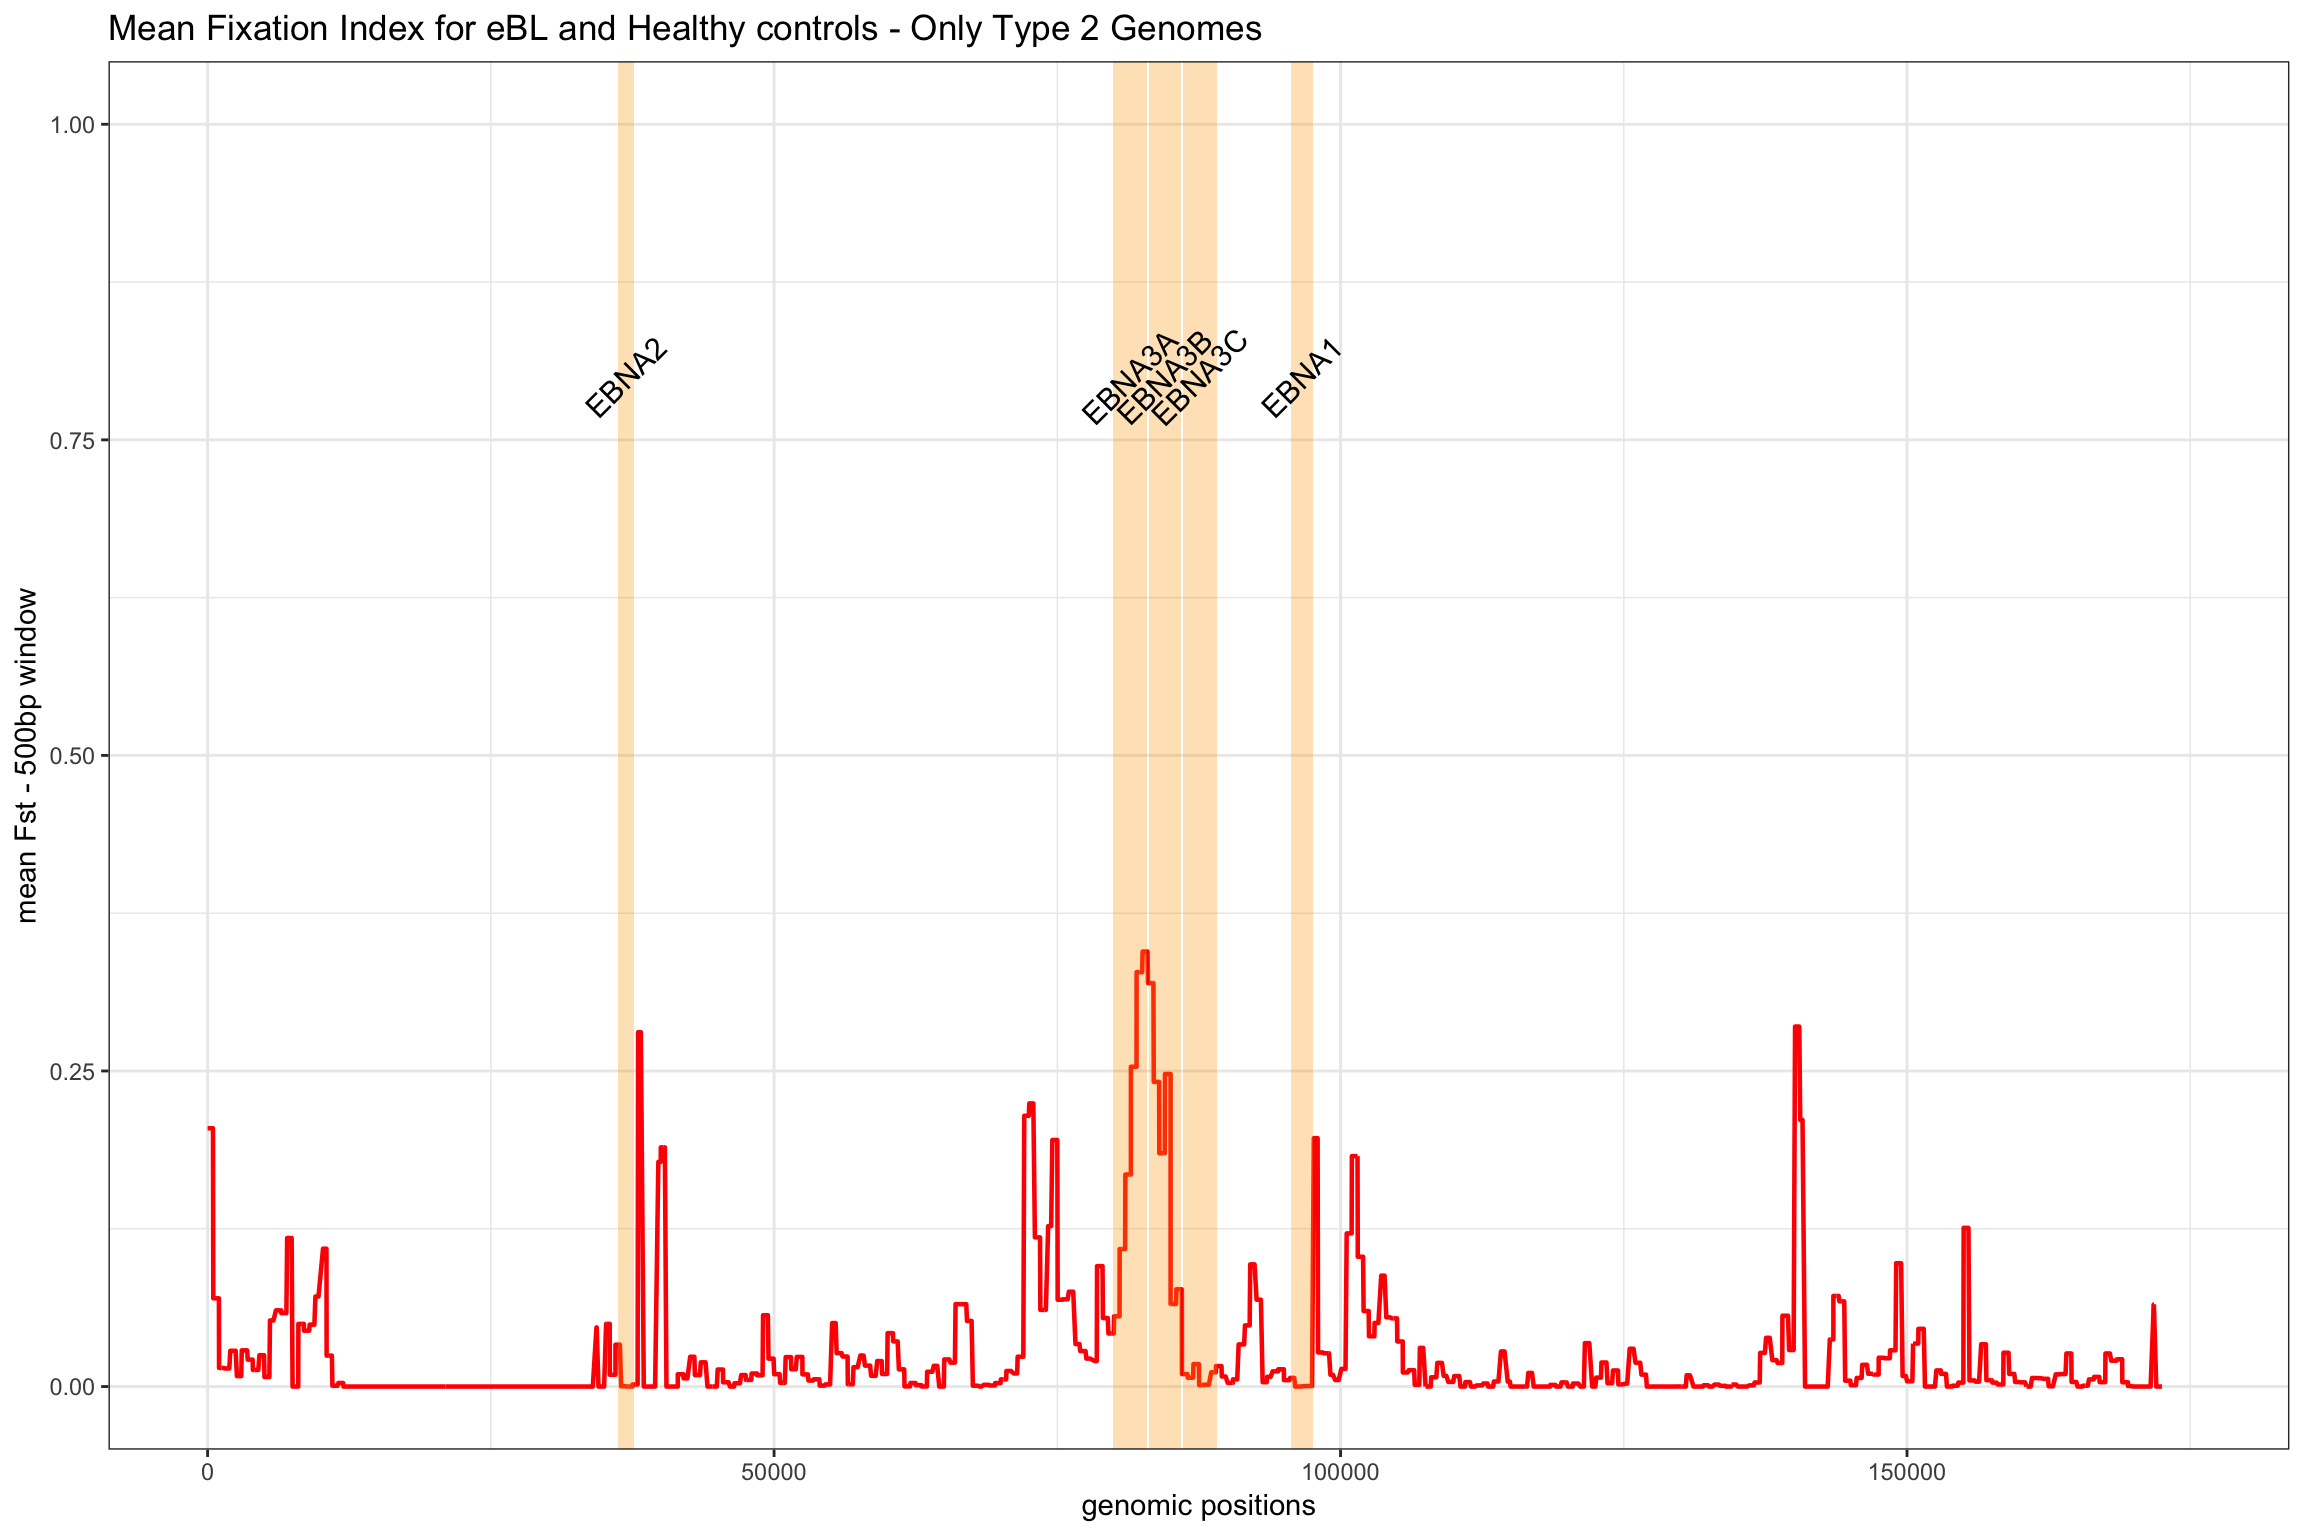 Mean Fixation Index for eBL and Healthy controls - Only Type 2 Genomes
mean Fst - 500bp window
1.00
0.75
0.50
0.25
0.00
EBNA2
EBNA3A
EBNA3B
EBNA3C
EBNA1
0
50000
100000
150000
genomic positions